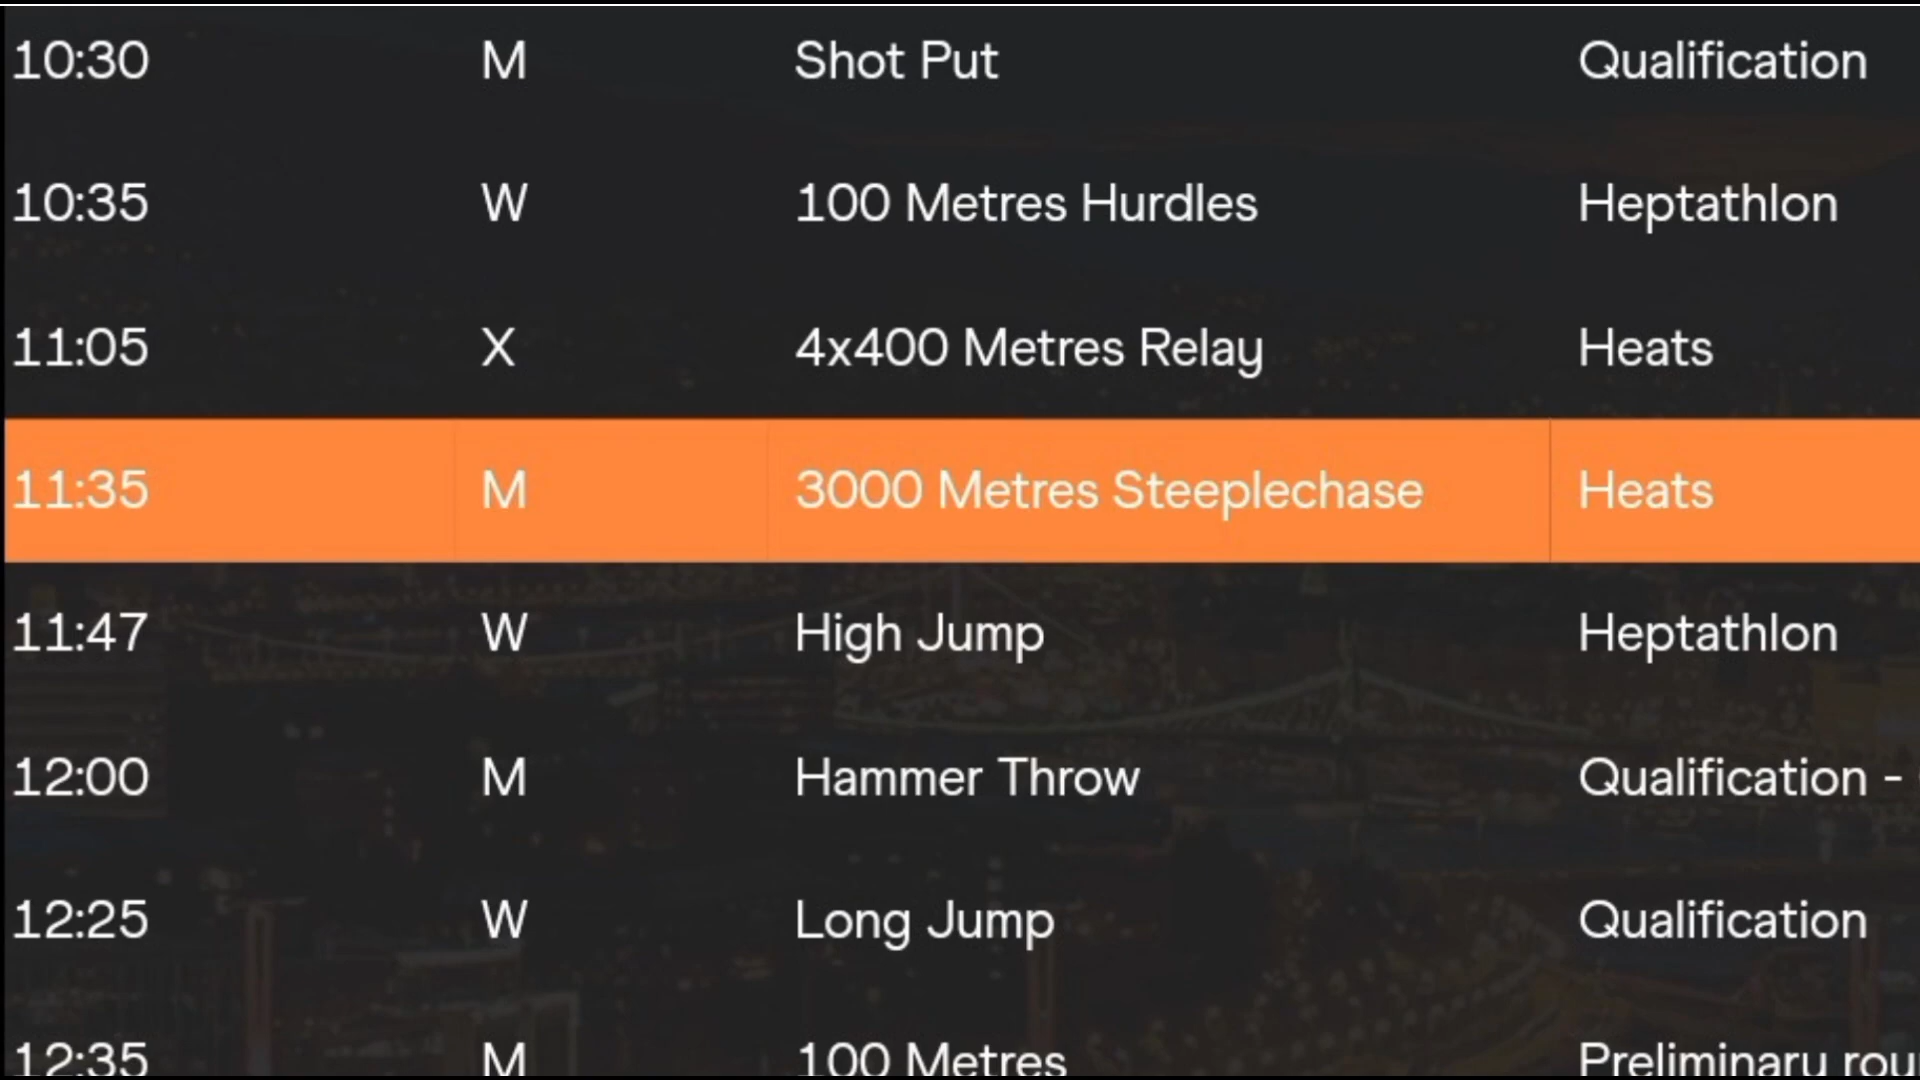 10:30 M Shot Put Qualification
10:35 W 100 Metres Hurdles Heptathlon
11:05 X 4x400 Metres Relay Heats
11:35 M 3000 Metres Steeplechase Heats
11:47 W High Jump Heptathlon
12:00 M Hammer Throw Qualification -
12:25 W Long Jump Qualification
12:35 M 100 Metres Preliminary